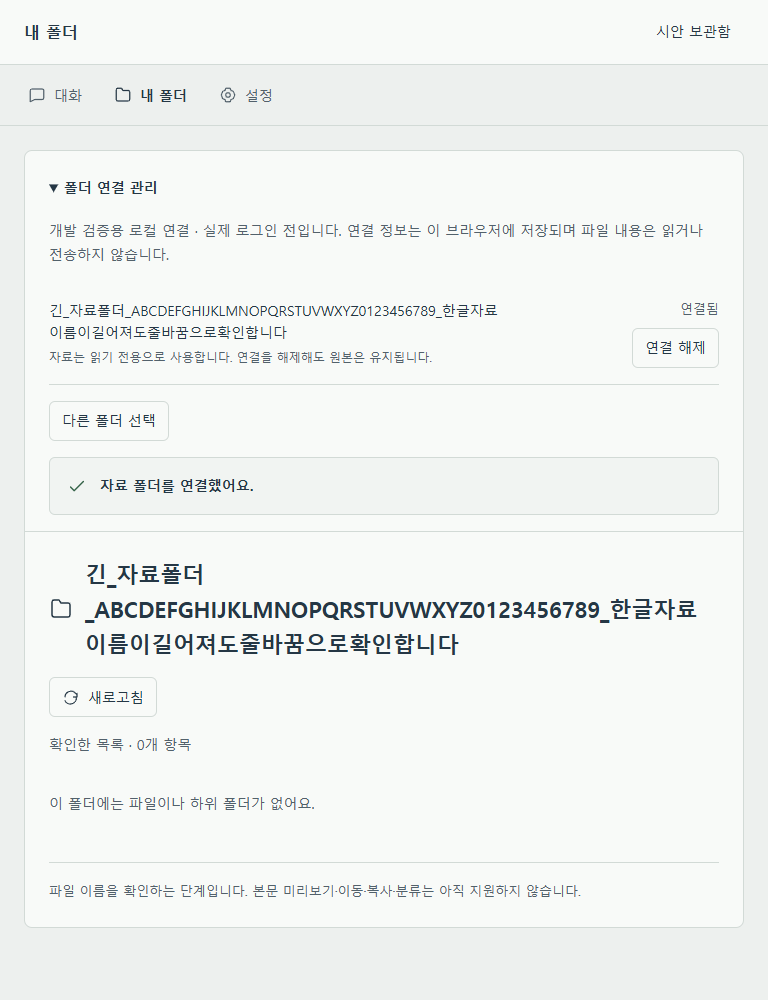 내 폴더
시안 보관함
대화
내 폴더
설정
▼ 폴더 연결 관리
개발 검증용 로컬 연결 · 실제 로그인 전입니다. 연결 정보는 이 브라우저에 저장되며 파일 내용은 읽거나
전송하지 않습니다.
긴_자료폴더_ABCDEFGHIJKLMNOPQRSTUVWXYZ0123456789_한글자료
이름이길어져도줄바꿈으로확인합니다
자료는 읽기 전용으로 사용합니다. 연결을 해제해도 원본은 유지됩니다.
연결됨
연결 해제
다른 폴더 선택
자료 폴더를 연결했어요.
긴_자료폴더
_ABCDEFGHIJKLMNOPQRSTUVWXYZ0123456789_한글자료
이름이길어져도줄바꿈으로확인합니다
새로고침
확인한 목록 · 0개 항목
이 폴더에는 파일이나 하위 폴더가 없어요.
파일 이름을 확인하는 단계입니다. 본문 미리보기·이동·복사·분류는 아직 지원하지 않습니다.